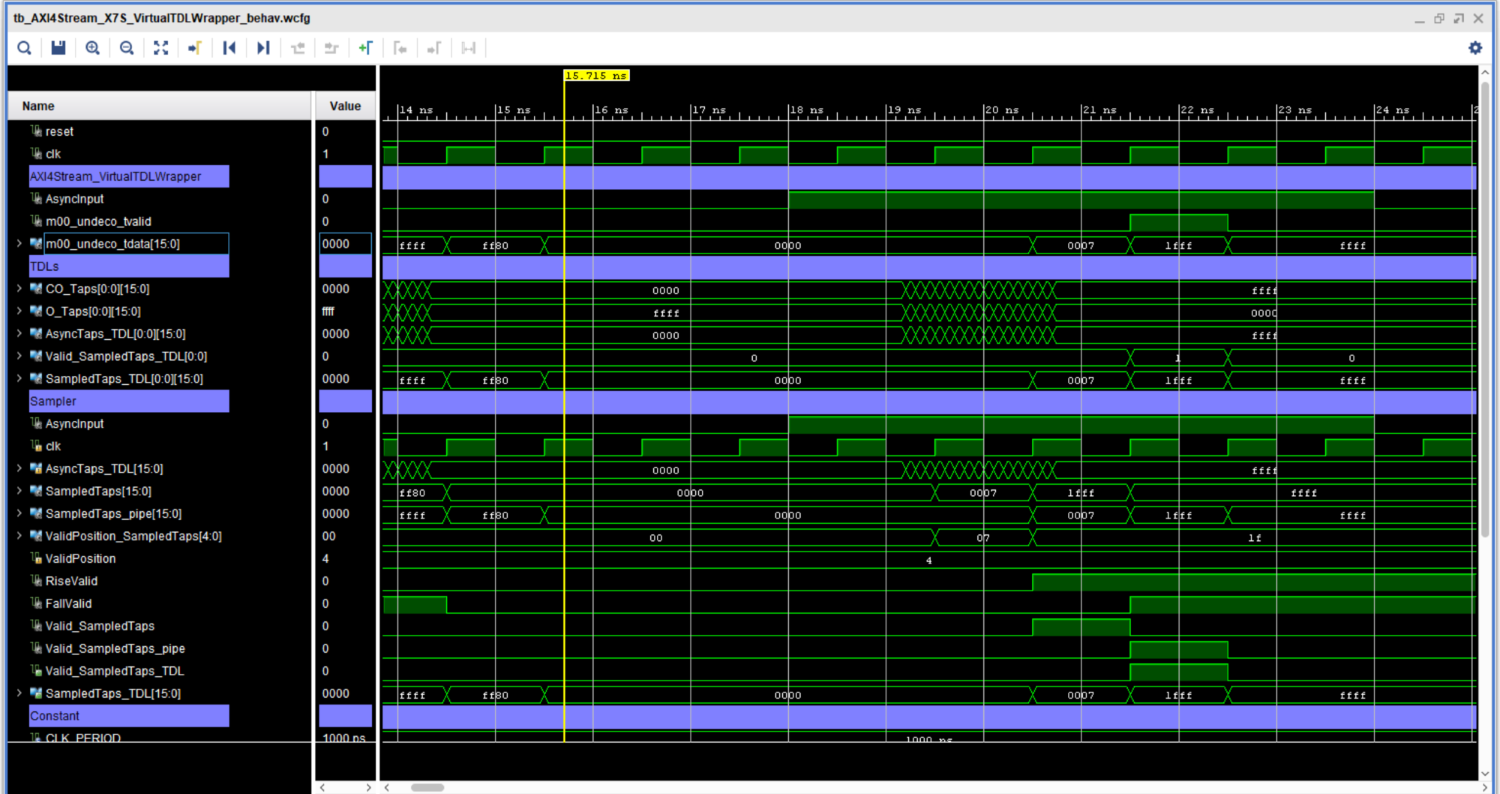 tb_AXI4Stream_X7S_VirtualTDLWrapper_behav.wcfg
15.715 ns
Name Value 14 ns 15 ns 16 ns 17 ns 18 ns 19 ns 20 ns 21 ns 22 ns 23 ns 24 ns 2
reset 0
clk 1
AXI4Stream_VirtualTDLWrapper
AsyncInput 0
m00_undeco_tvalid 0
m00_undeco_tdata[15:0] 0000 ffff ff80 0000 0007 1fff ffff
TDLs
CO_Taps[0:0][15:0] 0000 0000 ffff
O_Taps[0:0][15:0] ffff ffff 0000
AsyncTaps_TDL[0:0][15:0] 0000 0000 ffff
Valid_SampledTaps_TDL[0:0] 0 0 1 0
SampledTaps_TDL[0:0][15:0] 0000 ffff ff80 0000 0007 1fff ffff
Sampler
AsyncInput 0
clk 1
AsyncTaps_TDL[15:0] 0000 0000 ffff
SampledTaps[15:0] 0000 ff80 0000 0007 1fff ffff
SampledTaps_pipe[15:0] 0000 ffff ff80 0000 0007 1fff ffff
ValidPosition_SampledTaps[4:0] 00 00 07 1f
ValidPosition 4 4
RiseValid 0
FallValid 0
Valid_SampledTaps 0
Valid_SampledTaps_pipe 0
Valid_SampledTaps_TDL 0
SampledTaps_TDL[15:0] 0000 ffff ff80 0000 0007 1fff ffff
Constant
CLK_PERIOD 1000 ps 1000 ps